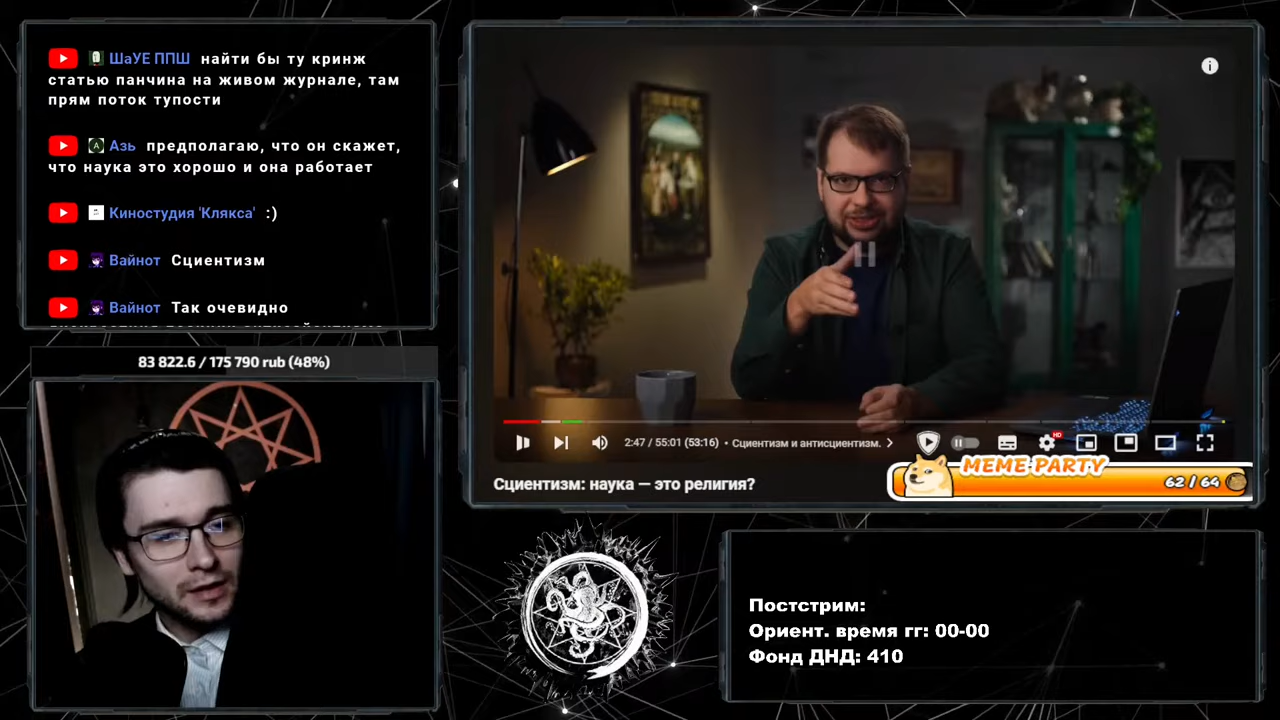 ШаУЕ ППШ найти бы ту кринж
статью панчина на живом журнале, там
прям поток тупости
Азь предполагаю, что он скажет,
что наука это хорошо и она работает
Киностудия 'Клякса' :)
Вайнот Сциентизм
Вайнот Так очевидно
83 822.6 / 175 790 rub (48%)
2:47 / 55:01 (53:16) • Сциентизм и антисциентизм.
HD
Сциентизм: наука — это религия?
MEME PARTY
62 / 64
Постстрим:
Ориент. время гг: 00-00
Фонд ДНД: 410